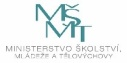 MŠMT
MINISTERSTVO ŠKOLSTVÍ,
MLÁDEŽE A TĚLOVÝCHOVY